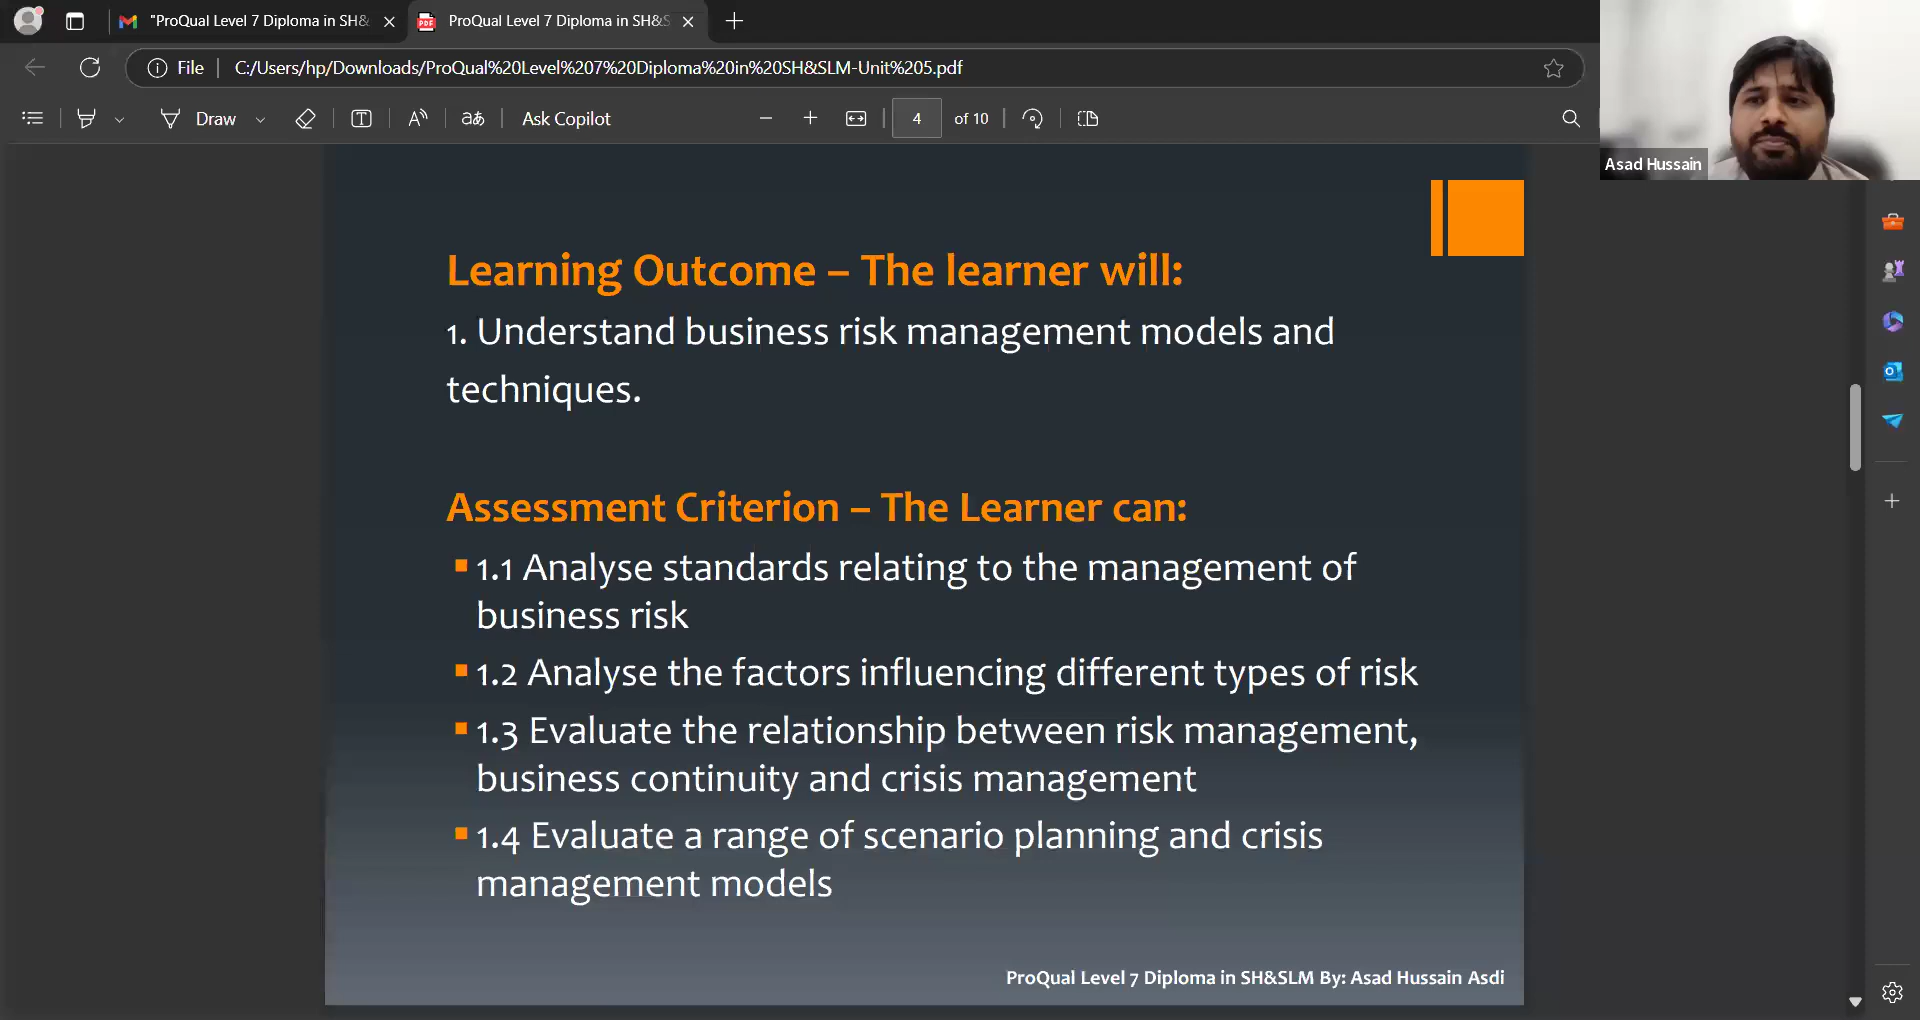 "ProQual Level 7 Diploma in SH&
ProQual Level 7 Diploma in SH&S
File
C:/Users/hp/Downloads/ProQual%20Level%207%20Diploma%20in%20SH&SLM-Unit%205.pdf
Draw
Ask Copilot
4 of 10
Asad Hussain
Learning Outcome – The learner will:
1. Understand business risk management models and
techniques.
Assessment Criterion – The Learner can:
1.1 Analyse standards relating to the management of
business risk
1.2 Analyse the factors influencing different types of risk
1.3 Evaluate the relationship between risk management,
business continuity and crisis management
1.4 Evaluate a range of scenario planning and crisis
management models
ProQual Level 7 Diploma in SH&SLM By: Asad Hussain Asdi